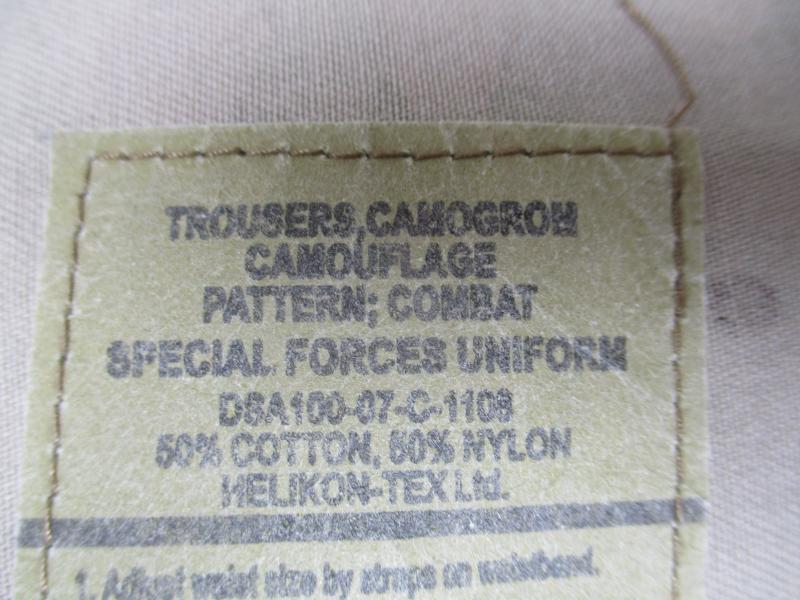 TROUSERS,CAMOGROM
CAMOUFLAGE
PATTERN; COMBAT
SPECIAL FORCES UNIFORM
DSA100-07-C-1108
50% COTTON, 50% NYLON
HELIKON-TEX Ltd.
1. Adjust waist size by straps on waistband.